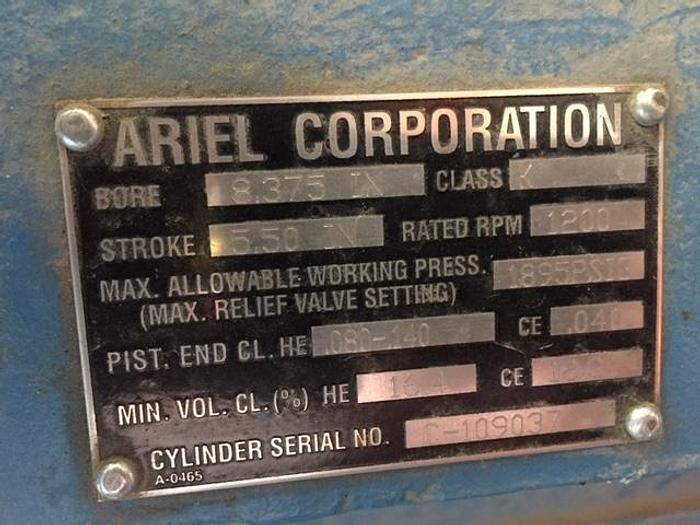 ARIEL CORPORATION
BORE 8.375 IN CLASS K
STROKE 5.50 IN RATED RPM 1200
MAX. ALLOWABLE WORKING PRESS. 1895PSIG
(MAX. RELIEF VALVE SETTING)
PIST. END CL. HE .080-.140 CE .040
MIN. VOL. CL. (%) HE 16.4 CE
CYLINDER SERIAL NO. C-109037
A-0465